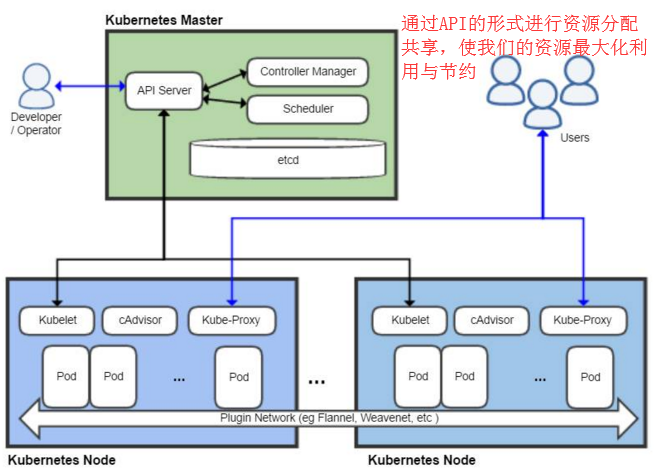 Kubernetes Master
通过API的形式进行资源分配
共享，使我们的资源最大化利
用与节约
API Server
Controller Manager
Scheduler
etcd
Developer
/ Operator
Users
Kubelet
cAdvisor
Kube-Proxy
Pod
Pod
...
Pod
...
Kubelet
cAdvisor
Kube-Proxy
Pod
Pod
...
Pod
Plugin Network (eg Flannel, Weavenet, etc )
Kubernetes Node
Kubernetes Node